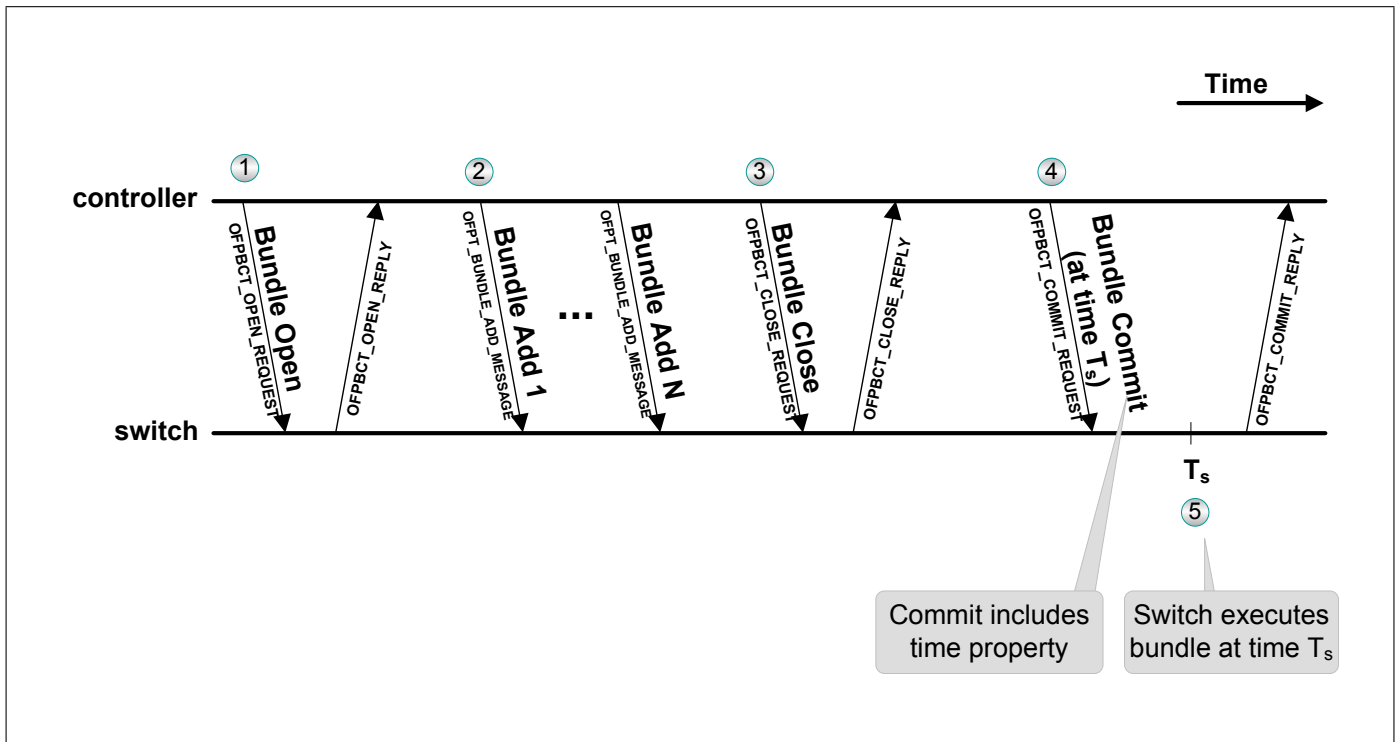 Time
1
2
3
4
controller
Bundle Open
OFPBCT_OPEN_REQUEST
OFPBCT_OPEN_REPLY
Bundle Add 1
OFPT_BUNDLE_ADD_MESSAGE
...
Bundle Add N
OFPT_BUNDLE_ADD_MESSAGE
Bundle Close
OFPBCT_CLOSE_REQUEST
OFPBCT_CLOSE_REPLY
Bundle Commit
(at time Ts)
OFPBCT_COMMIT_REQUEST
OFPBCT_COMMIT_REPLY
switch
Ts
5
Commit includes
time property
Switch executes
bundle at time Ts